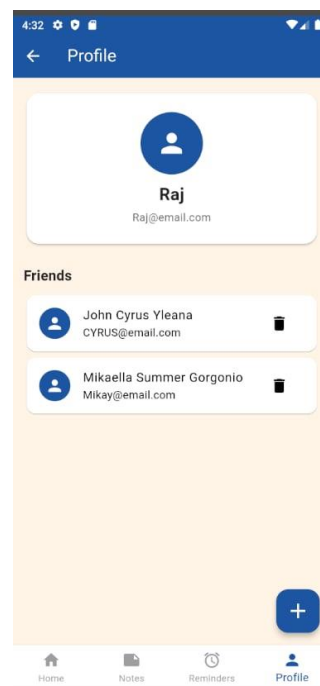 4:32
Profile
Raj
Raj@email.com
Friends
John Cyrus Yleana
CYRUS@email.com
Mikaella Summer Gorgonio
Mikay@email.com
Home
Notes
Reminders
Profile